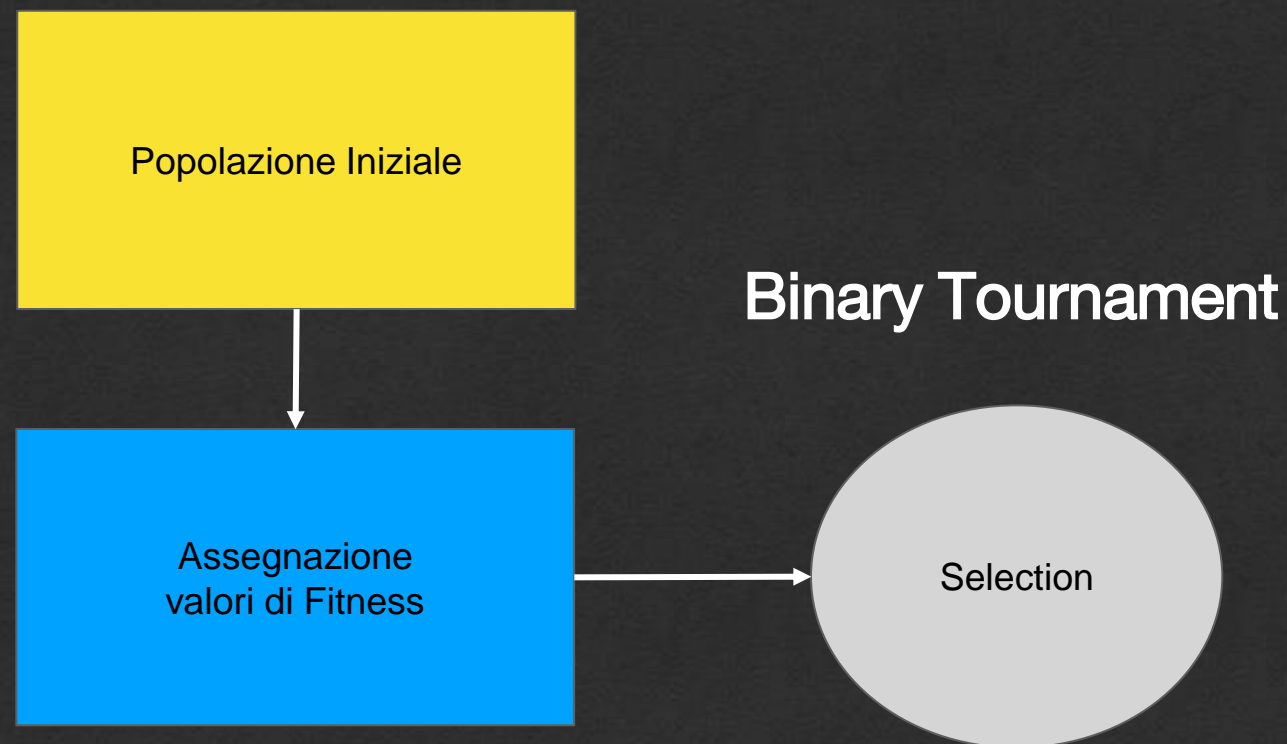 Popolazione Iniziale
Binary Tournament
Assegnazione
valori di Fitness
Selection